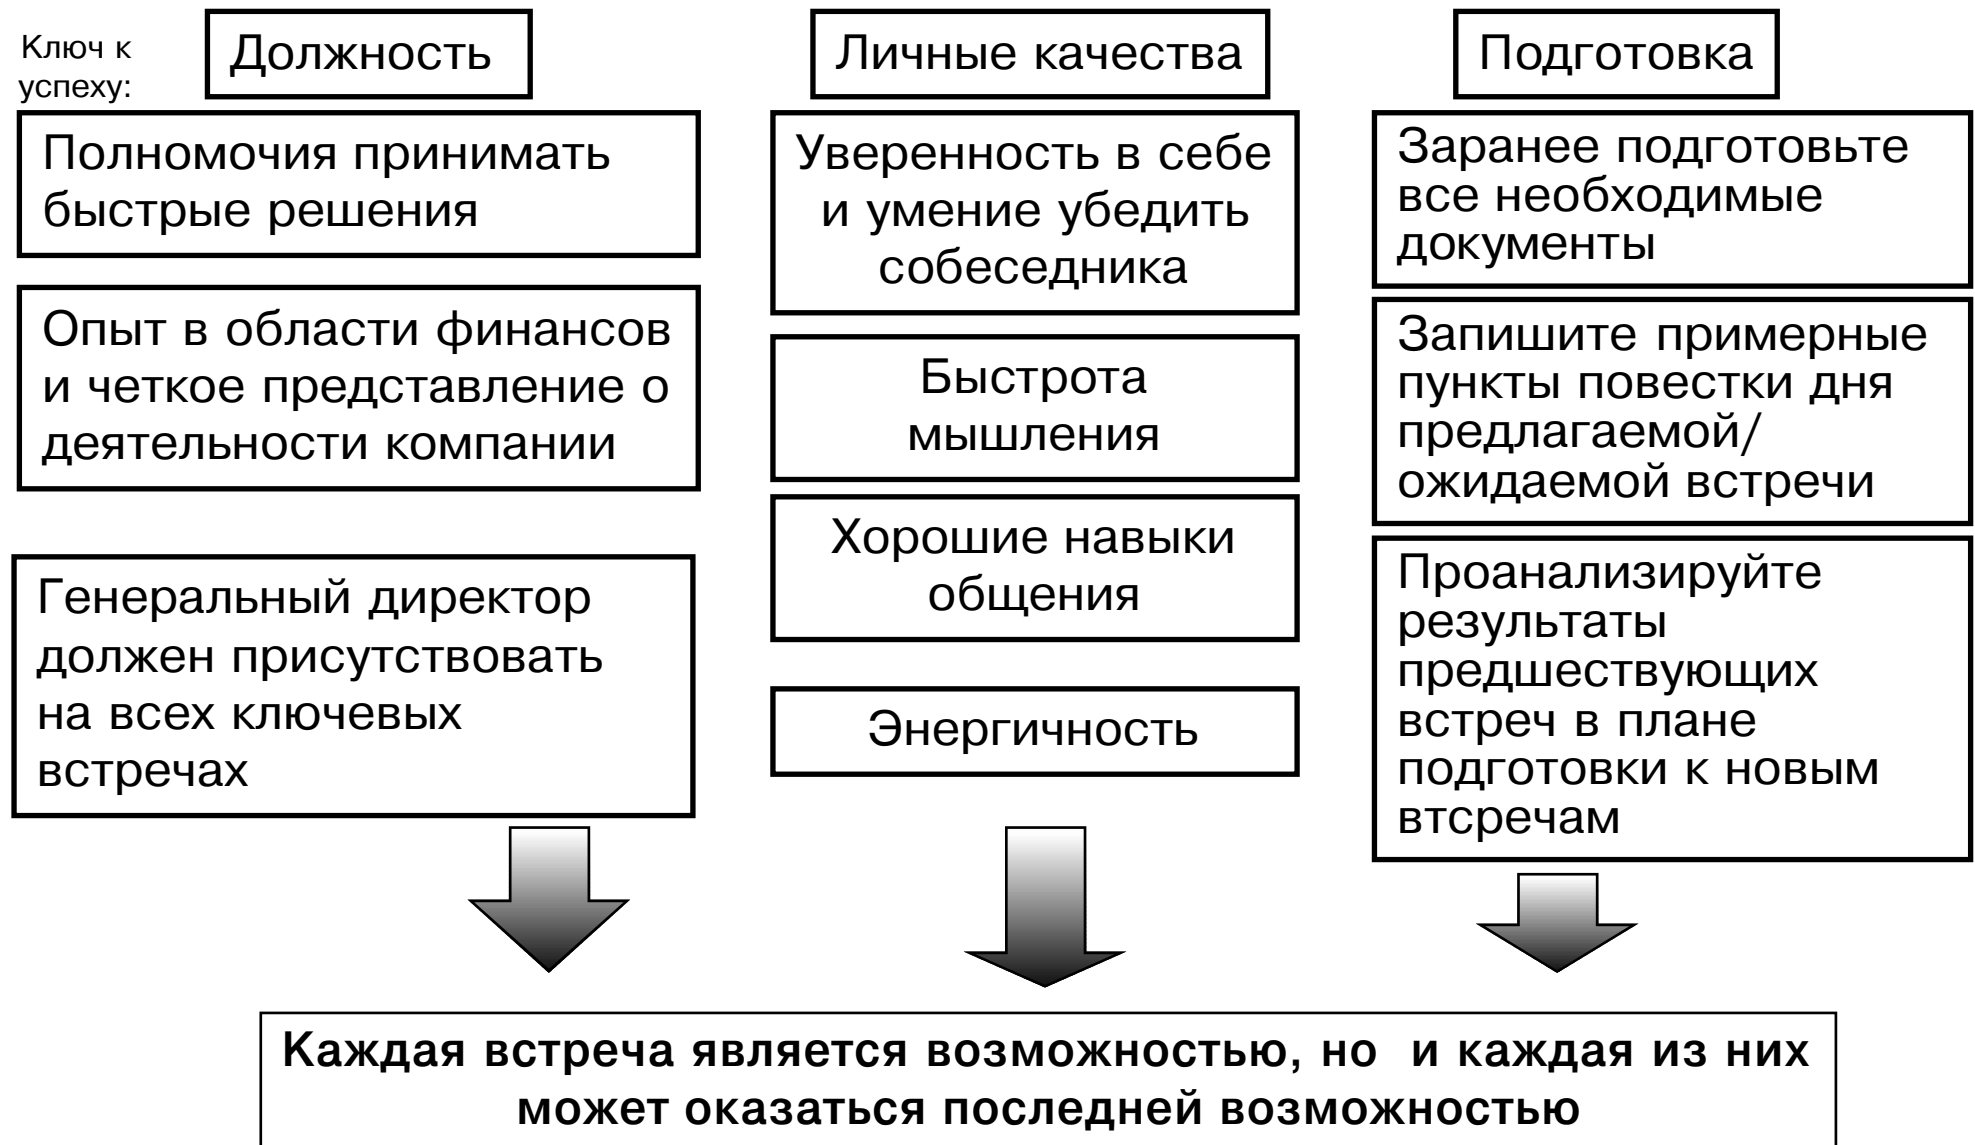 Ключ к
успеху:
Должность
Личные качества
Подготовка
Полномочия принимать
быстрые решения
Опыт в области финансов
и четкое представление о
деятельности компании
Генеральный директор
должен присутствовать
на всех ключевых
встречах
Уверенность в себе
и умение убедить
собеседника
Быстрота
мышления
Хорошие навыки
общения
Энергичность
Заранее подготовьте
все необходимые
документы
Запишите примерные
пункты повестки дня
предлагаемой/
ожидаемой встречи
Проанализируйте
результаты
предшествующих
встреч в плане
подготовки к новым
втсречам
Каждая встреча является возможностью, но и каждая из них
может оказаться последней возможностью